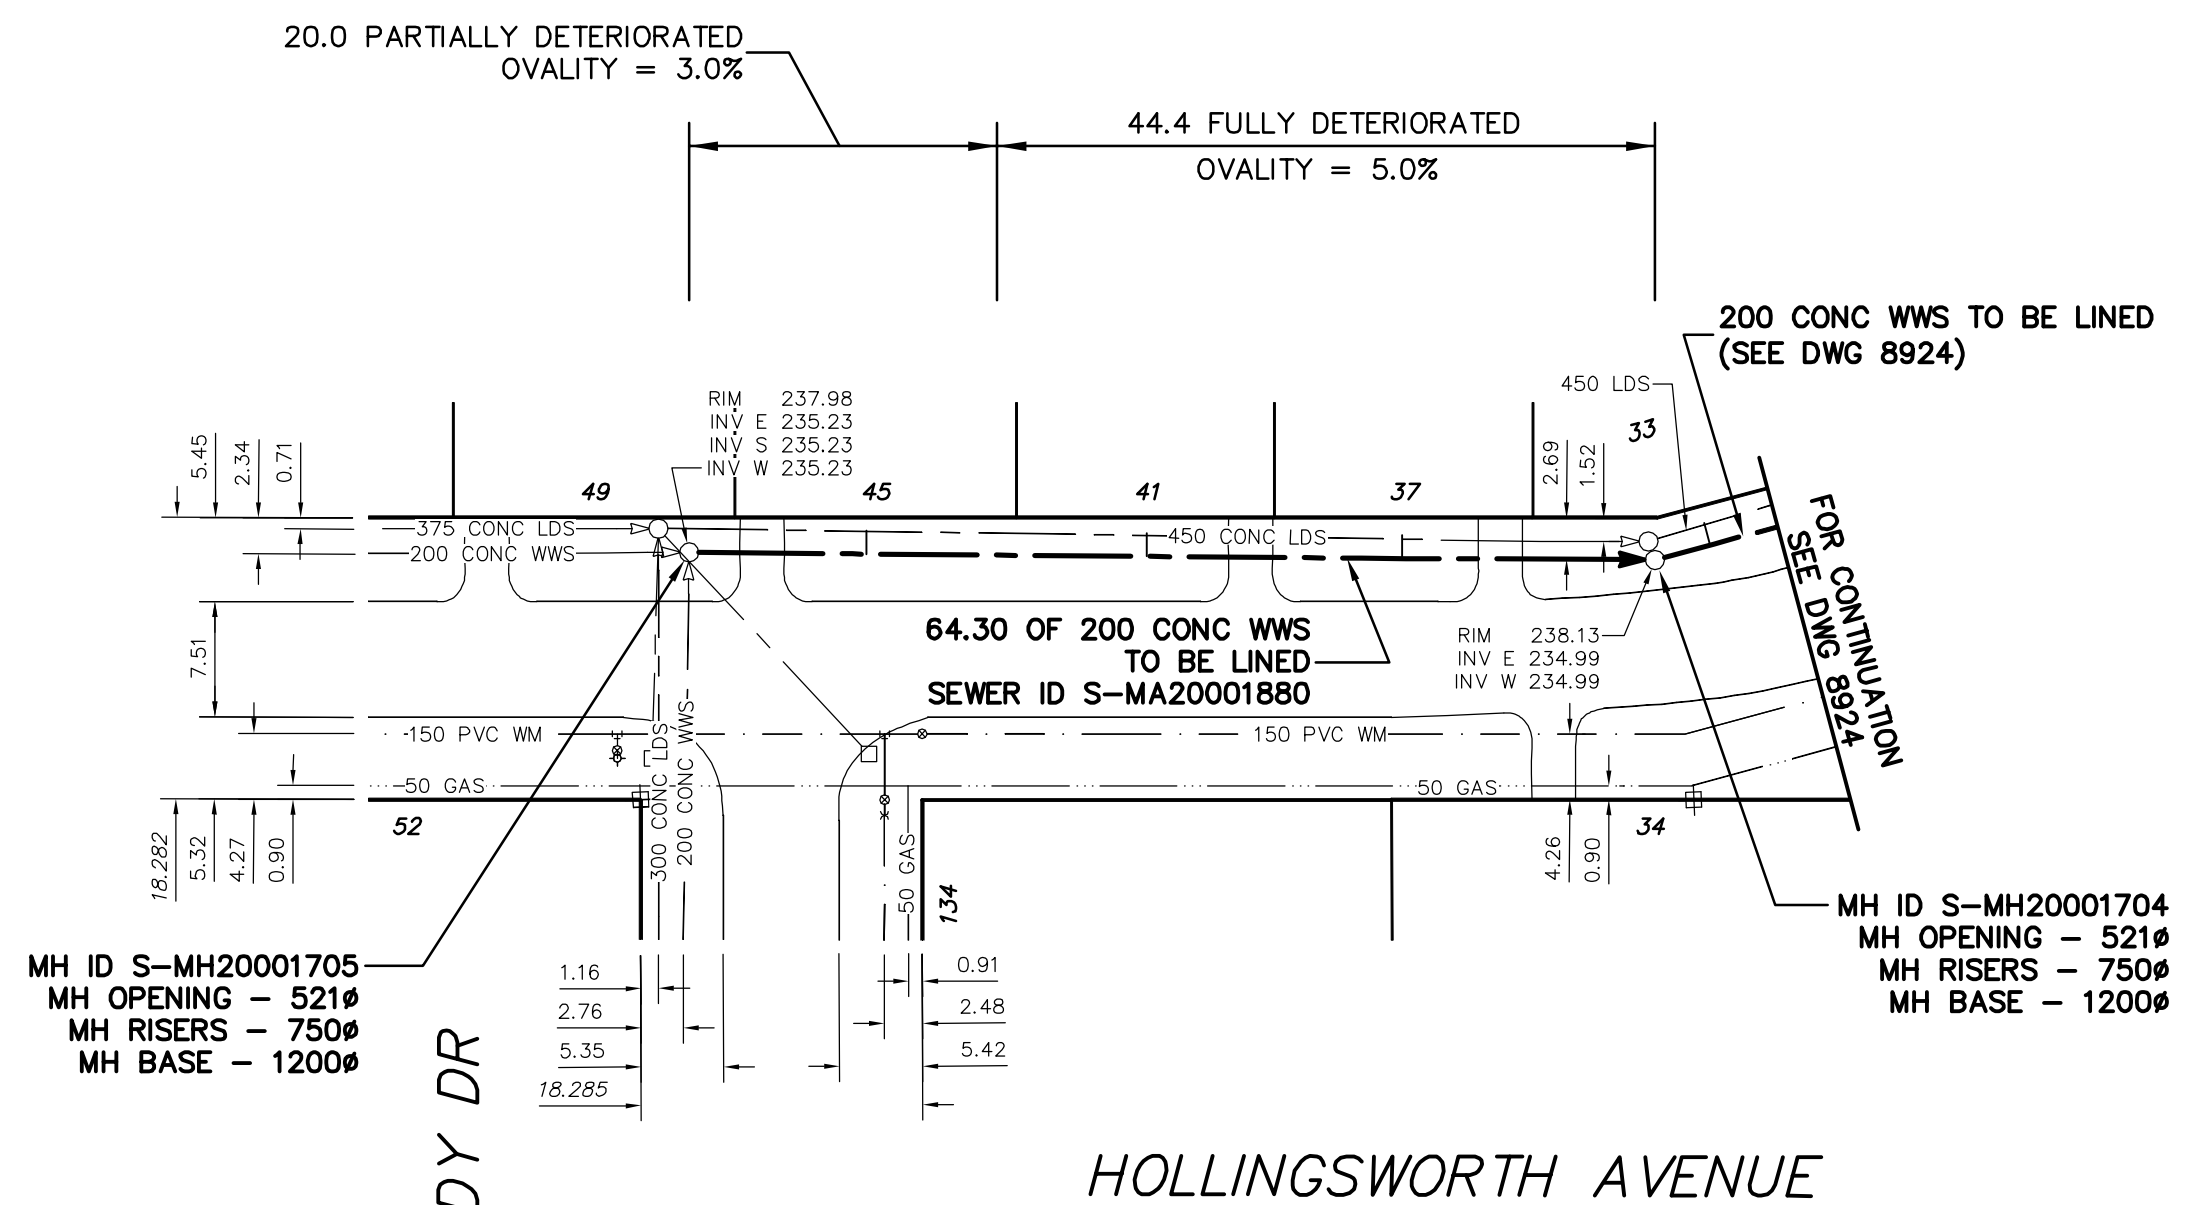 20.0 PARTIALLY DETERIORATED
OVALITY = 3.0%
44.4 FULLY DETERIORATED
OVALITY = 5.0%
200 CONC WWS TO BE LINED
(SEE DWG 8924)
RIM 237.98
INV E 235.23
INV S 235.23
INV W 235.23
450 LDS
33
5.45
2.34
0.71
2.69
1.52
49
45
41
37
375 CONC LDS
450 CONC LDS
200 CONC WWS
FOR CONTINUATION
SEE DWG 8924
7.51
64.30 OF 200 CONC WWS
TO BE LINED
SEWER ID S-MA20001880
RIM 238.13
INV E 234.99
INV W 234.99
150 PVC WM
150 PVC WM
300 CONC LDS
200 CONC WWS
50 GAS
50 GAS
50 GAS
52
134
34
18.282
5.32
4.27
0.90
4.26
0.90
MH ID S-MH20001705
MH OPENING - 521ø
MH RISERS - 750ø
MH BASE - 1200ø
MH ID S-MH20001704
MH OPENING - 521ø
MH RISERS - 750ø
MH BASE - 1200ø
1.16
2.76
5.35
18.285
0.91
2.48
5.42
DY DR
HOLLINGSWORTH AVENUE